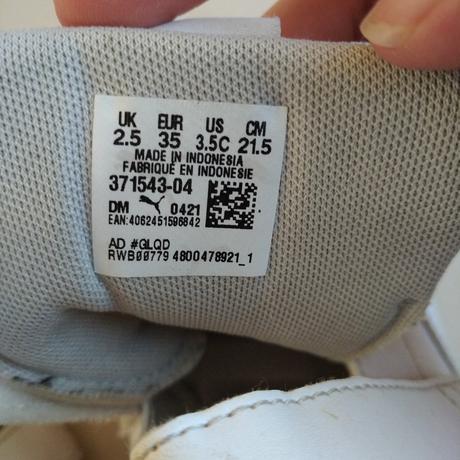 UK EUR US CM
2.5 35 3.5C 21.5
MADE IN INDONESIA
FABRIQUÉ EN INDONESIE
371543-04
DM 0421
EAN:4062451596842
AD #GLQD
RWB00779 4800478921_1